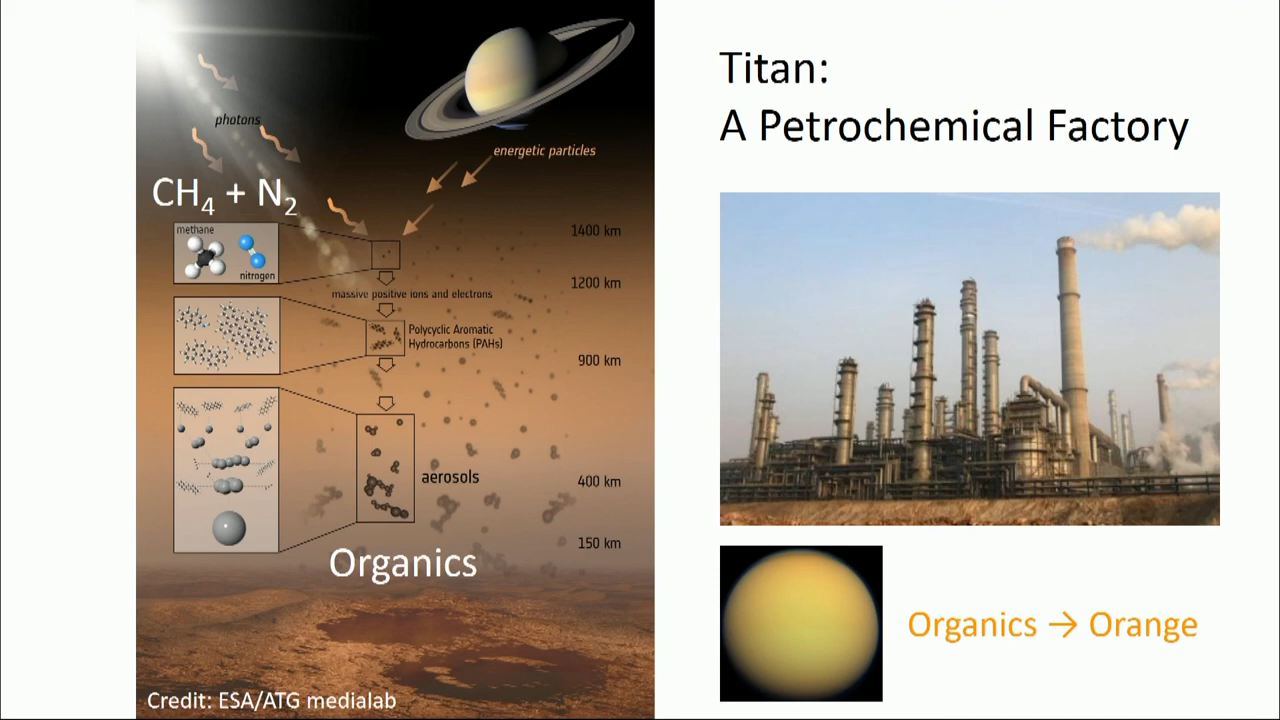 Titan:
A Petrochemical Factory
photons
energetic particles
CH₄ + N₂
methane
nitrogen
1400 km
1200 km
massive positive ions and electrons
Polycyclic Aromatic
Hydrocarbons (PAHs)
900 km
aerosols
400 km
150 km
Organics
Credit: ESA/ATG medialab
Organics → Orange